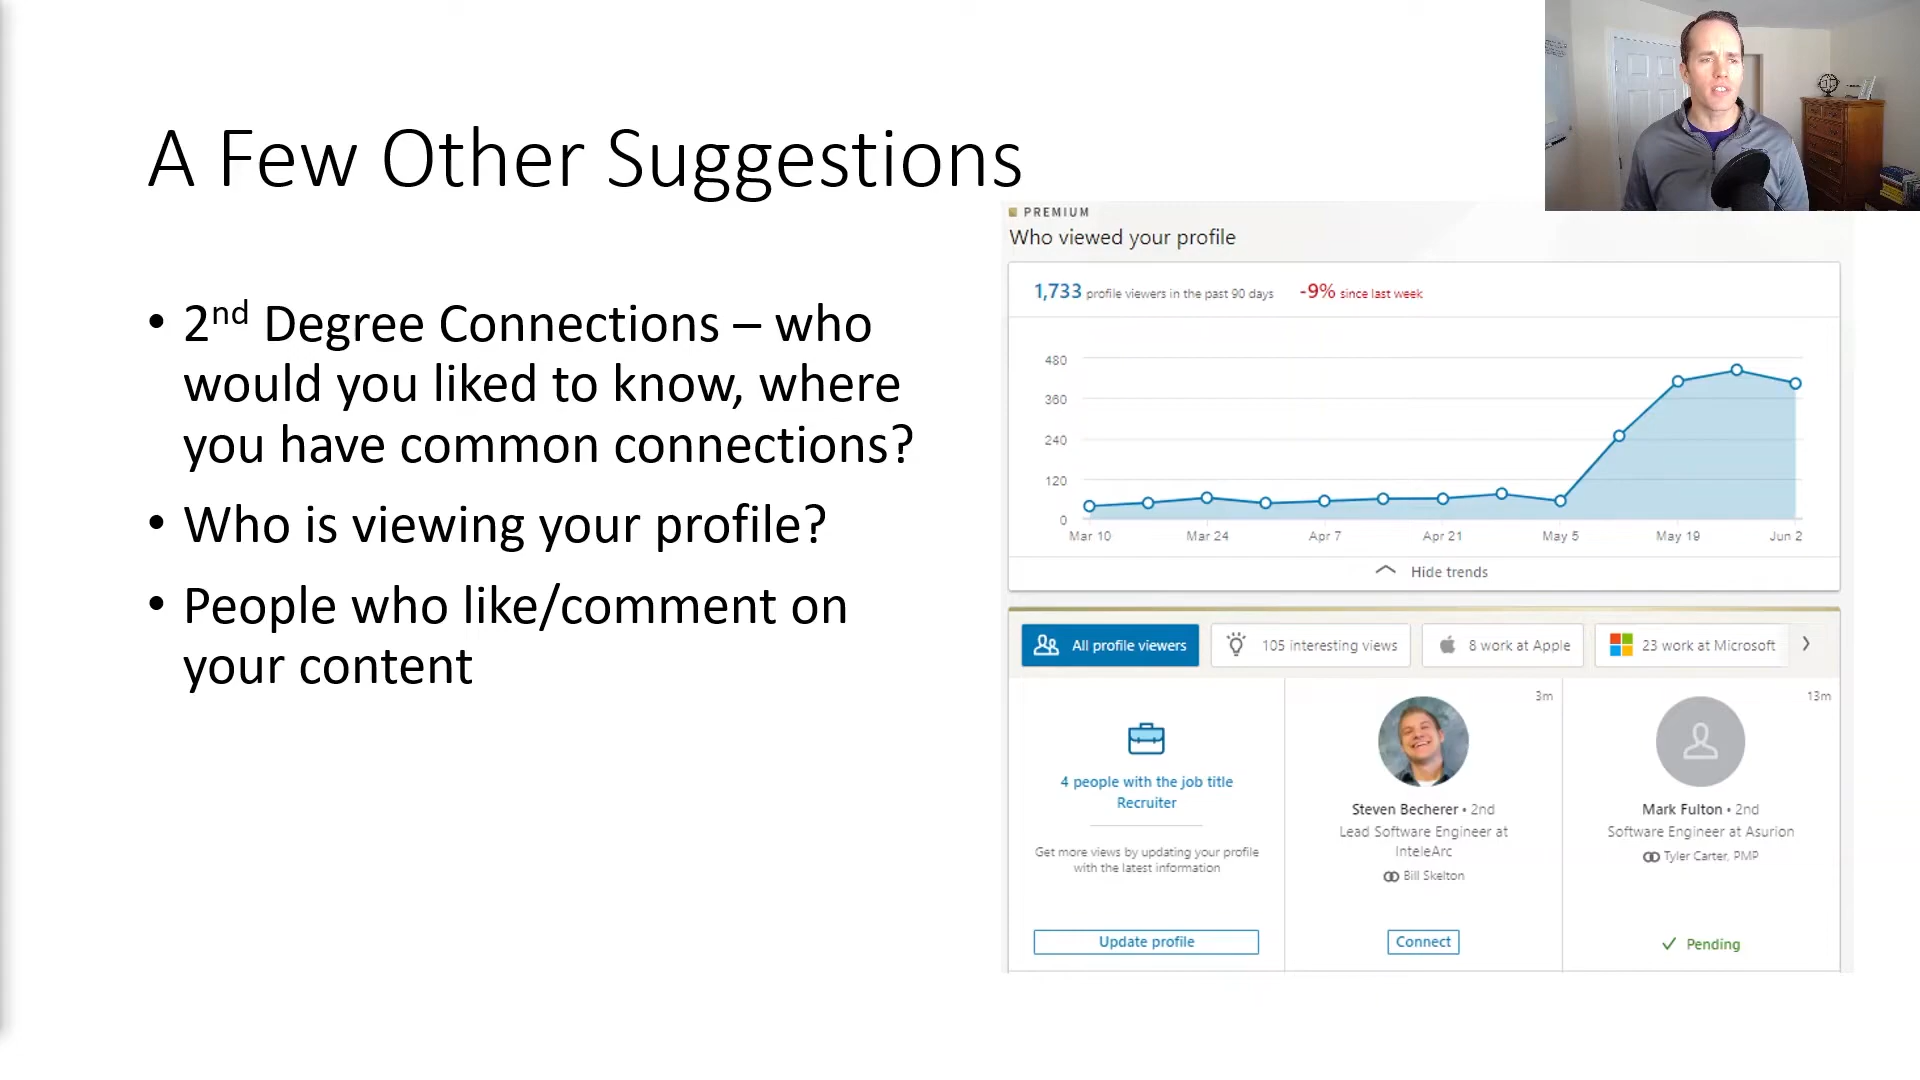 A Few Other Suggestions
• 2nd Degree Connections – who
would you liked to know, where
you have common connections?
• Who is viewing your profile?
• People who like/comment on
your content
PREMIUM
Who viewed your profile
1,733 profile viewers in the past 90 days -9% since last week
480
360
240
120
0
Mar 10 Mar 24 Apr 7 Apr 21 May 5 May 19 Jun 2
Hide trends
All profile viewers 105 interesting views 8 work at Apple 23 work at Microsoft
4 people with the job title
Recruiter
Get more views by updating your profile
with the latest information
Update profile
3m
Steven Becherer • 2nd
Lead Software Engineer at
InteleArc
Bill Skelton
Connect
13m
Mark Fulton • 2nd
Software Engineer at Asurion
Tyler Carter, PMP
Pending